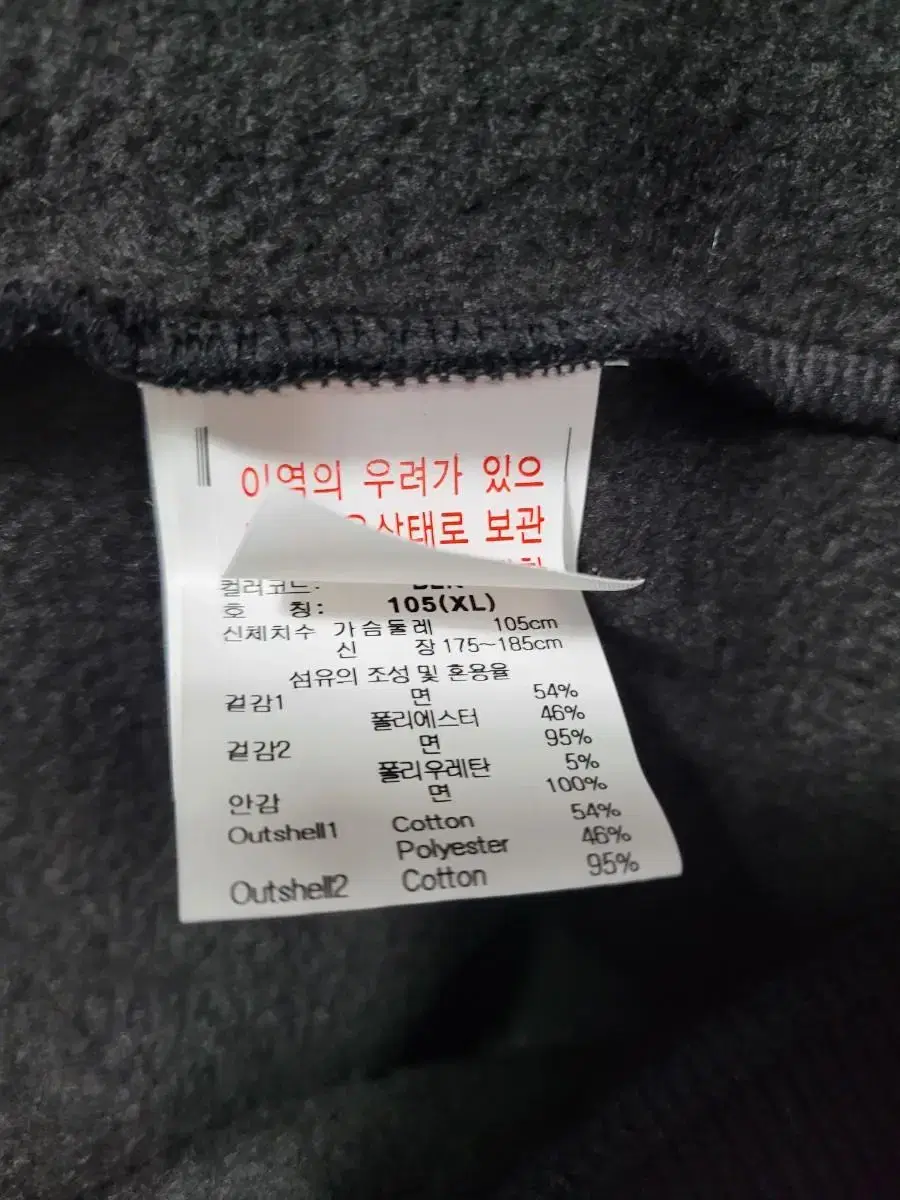 이역의 우려가 있으
상태로 보관
컬러코드:
호 칭: 105(XL)
신체치수 가슴둘레 105cm
신 장 175~185cm
섬유의 조성 및 혼용율
겉감1 면 54%
폴리에스터 46%
겉감2 면 95%
폴리우레탄 5%
안감 면 100%
Outshell1 Cotton 54%
Polyester 46%
Outshell2 Cotton 95%